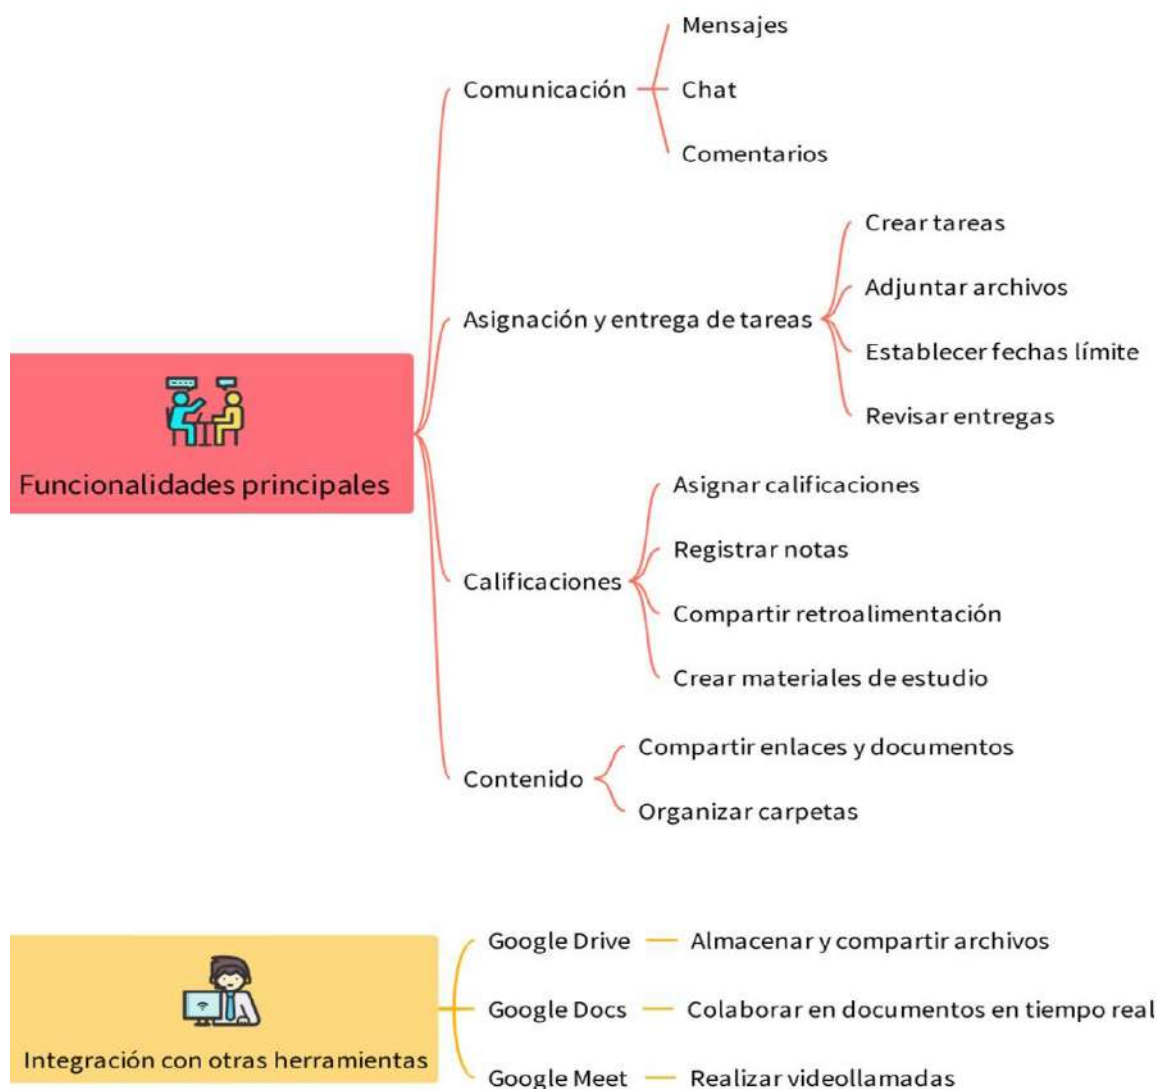 Funcionalidades principales
Comunicación
Mensajes
Chat
Comentarios
Asignación y entrega de tareas
Crear tareas
Adjuntar archivos
Establecer fechas límite
Revisar entregas
Calificaciones
Asignar calificaciones
Registrar notas
Compartir retroalimentación
Crear materiales de estudio
Contenido
Compartir enlaces y documentos
Organizar carpetas
Integración con otras herramientas
Google Drive
Almacenar y compartir archivos
Google Docs
Colaborar en documentos en tiempo real
Google Meet
Realizar videollamadas